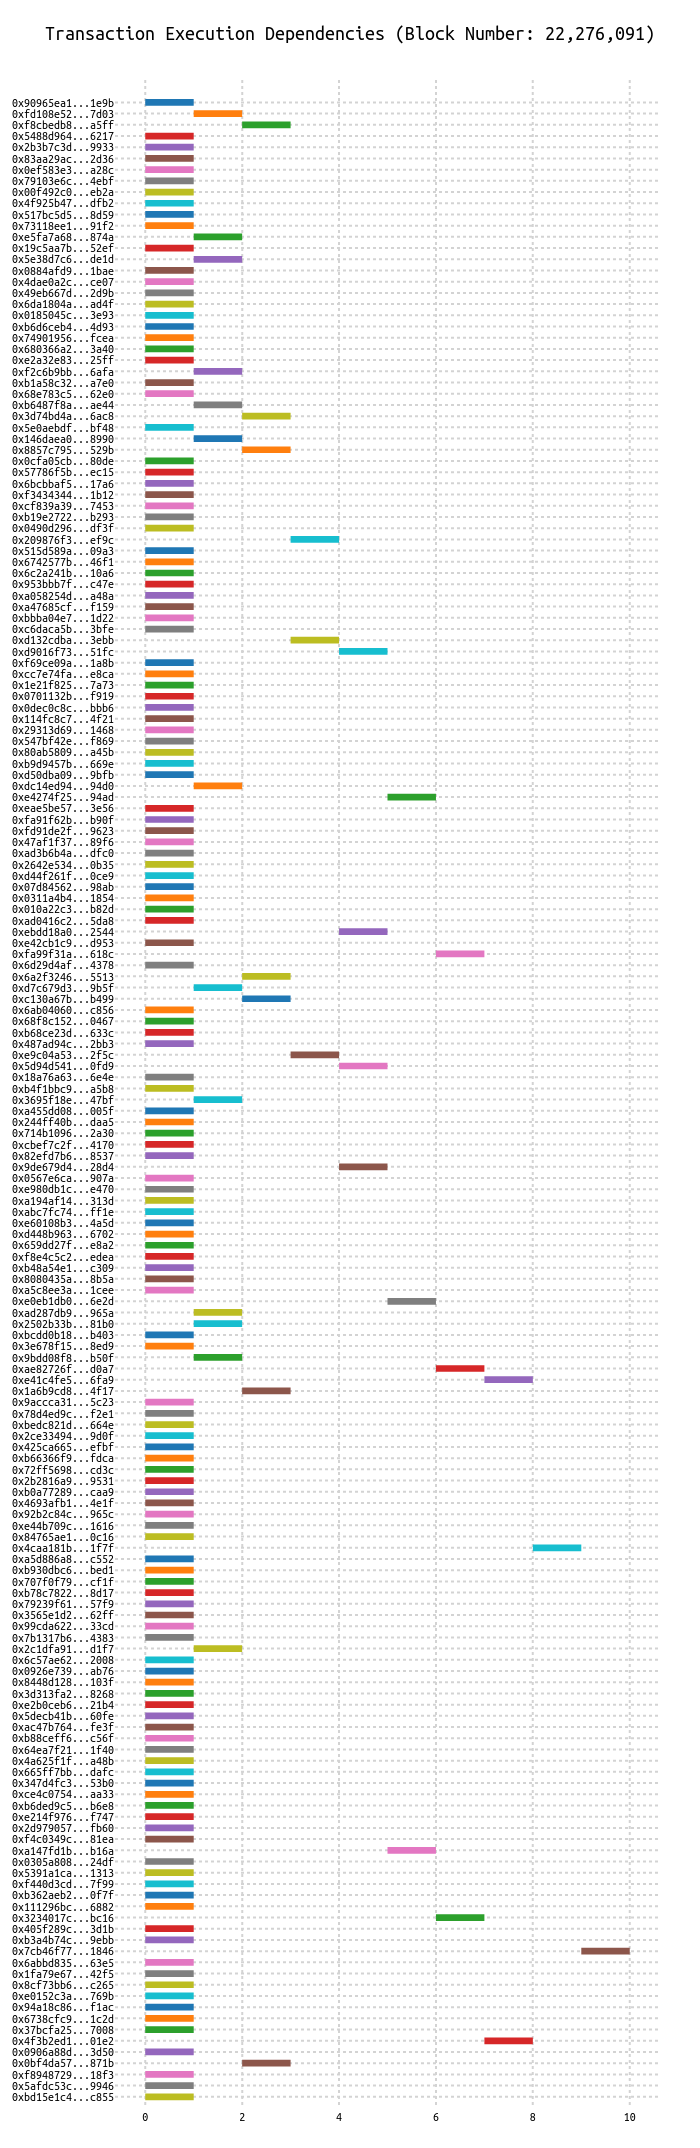 Transaction Execution Dependencies (Block Number: 22,276,091)
0x90965ea1...1e9b
0xfd108e52...7d03
0xf8cbedb8...a5ff
0x5488d964...6217
0x2b3b7c3d...9933
0x83aa29ac...2d36
0x0ef583e3...a28c
0x79103e6c...4ebf
0x00f492c0...eb2a
0x4f925b47...dfb2
0x517bc5d5...8d59
0x73118ee1...91f2
0xe5fa7a68...874a
0x19c5aa7b...52ef
0x5e38d7c6...de1d
0x0884afd9...1bae
0x4dae0a2c...ce07
0x49eb667d...2d9b
0x6da1804a...ad4f
0x0185045c...3e93
0xb6d6ceb4...4d93
0x74901956...fcea
0x680366a2...3a40
0xe2a32e83...25ff
0xf2c6b9bb...6afa
0xb1a58c32...a7e0
0x68e783c5...62e0
0xb6487f8a...ae44
0x3d74bd4a...6ac8
0x5e0aebdf...bf48
0x146daea0...8990
0x8857c795...529b
0x0cfa05cb...80de
0x57786f5b...ec15
0x6bcbbaf5...17a6
0xf3434344...1b12
0xcf839a39...7453
0xb19e2722...b293
0x0490d296...df3f
0x209876f3...ef9c
0x515d589a...09a3
0x6742577b...46f1
0x6c2a241b...10a6
0x953bbb7f...c47e
0xa058254d...a48a
0xa47685cf...f159
0xbbba04e7...1d22
0xc6daca5b...3bfe
0xd132cdba...3ebb
0xd9016f73...51fc
0xf69ce09a...1a8b
0xcc7e74fa...e8ca
0x1e21f825...7a73
0x0701132b...f919
0x0dec0c8c...bbb6
0x114fc8c7...4f21
0x29313d69...1468
0x547bf42e...f869
0x80ab5809...a45b
0xb9d9457b...669e
0xd50dba09...9bfb
0xdc14ed94...94d0
0xe4274f25...94ad
0xeae5be57...3e56
0xfa91f62b...b90f
0xfd91de2f...9623
0x47af1f37...89f6
0xad3b6b4a...dfc0
0x2642e534...0b35
0xd44f261f...0ce9
0x07d84562...98ab
0x0311a4b4...1854
0x010a22c3...b82d
0xad0416c2...5da8
0xebdd18a0...2544
0xe42cb1c9...d953
0xfa99f31a...618c
0x6d29d4af...4378
0x6a2f3246...5513
0xd7c679d3...9b5f
0xc130a67b...b499
0x6ab04060...c856
0x68f8c152...0467
0xb68ce23d...633c
0x487ad94c...2bb3
0xe9c04a53...2f5c
0x5d94d541...0fd9
0x18a76a63...6e4e
0xb4f1bbc9...a5b8
0x3695f18e...47bf
0xa455dd08...005f
0x244ff40b...daa5
0x714b1096...2a30
0xcbef7c2f...4170
0x82efd7b6...8537
0x9de679d4...28d4
0x0567e6ca...907a
0xe980db1c...e470
0xa194af14...313d
0xabc7fc74...ff1e
0xe60108b3...4a5d
0xd448b963...6702
0x659dd27f...e8a2
0xf8e4c5c2...edea
0xb48a54e1...c309
0x8080435a...8b5a
0xa5c8ee3a...1cee
0xe0eb1db0...6e2d
0xad287db9...965a
0x2502b33b...81b0
0xbcdd0b18...b403
0x3e678f15...8ed9
0x9bdd08f8...b50f
0xae82726f...d0a7
0xe41c4fe5...6fa9
0x1a6b9cd8...4f17
0x9accca31...5c23
0x78d4ed9c...f2e1
0xbedc821d...664e
0x2ce33494...9d0f
0x425ca665...efbf
0xb66366f9...fdca
0x72ff5698...cd3c
0x2b2816a9...9531
0xb0a77289...caa9
0x4693afb1...4e1f
0x92b2c84c...965c
0xe44b709c...1616
0x84765ae1...0c16
0x4caa181b...1f7f
0xa5d886a8...c552
0xb930dbc6...bed1
0x707f0f79...cf1f
0xb78c7822...8d17
0x79239f61...57f9
0x3565e1d2...62ff
0x99cda622...33cd
0x7b1317b6...4383
0x2c1dfa91...d1f7
0x6c57ae62...2008
0x0926e739...ab76
0x8448d128...103f
0x3d313fa2...8268
0xe2b0ceb6...21b4
0x5decb41b...60fe
0xac47b764...fe3f
0xb88ceff6...c56f
0x64ea7f21...1f40
0x4a625f1f...a48b
0x665ff7bb...dafc
0x347d4fc3...53b0
0xce4c0754...aa33
0xb6ded9c5...b6e8
0xe214f976...f747
0x2d979057...fb60
0xf4c0349c...81ea
0xa147fd1b...b16a
0x0305a808...24df
0x5391a1ca...1313
0xf440d3cd...7f99
0xb362aeb2...0f7f
0x111296bc...6882
0x3234017c...bc16
0x405f289c...3d1b
0xb3a4b74c...9ebb
0x7cb46f77...1846
0x6abbd835...63e5
0x1fa79e67...42f5
0x8cf73bb6...c265
0xe0152c3a...769b
0x94a18c86...f1ac
0x6738cfc9...1c2d
0x37bcfa25...7008
0x4f3b2ed1...01e2
0x0906a88d...3d50
0x0bf4da57...871b
0xf8948729...18f3
0x5afdc53c...9946
0xbd15e1c4...c855
0 2 4 6 8 10